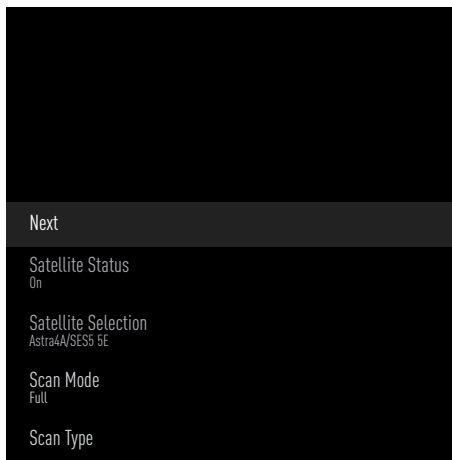 Next
Satellite Status
On
Satellite Selection
Astra4A/SES5 5E
Scan Mode
Full
Scan Type